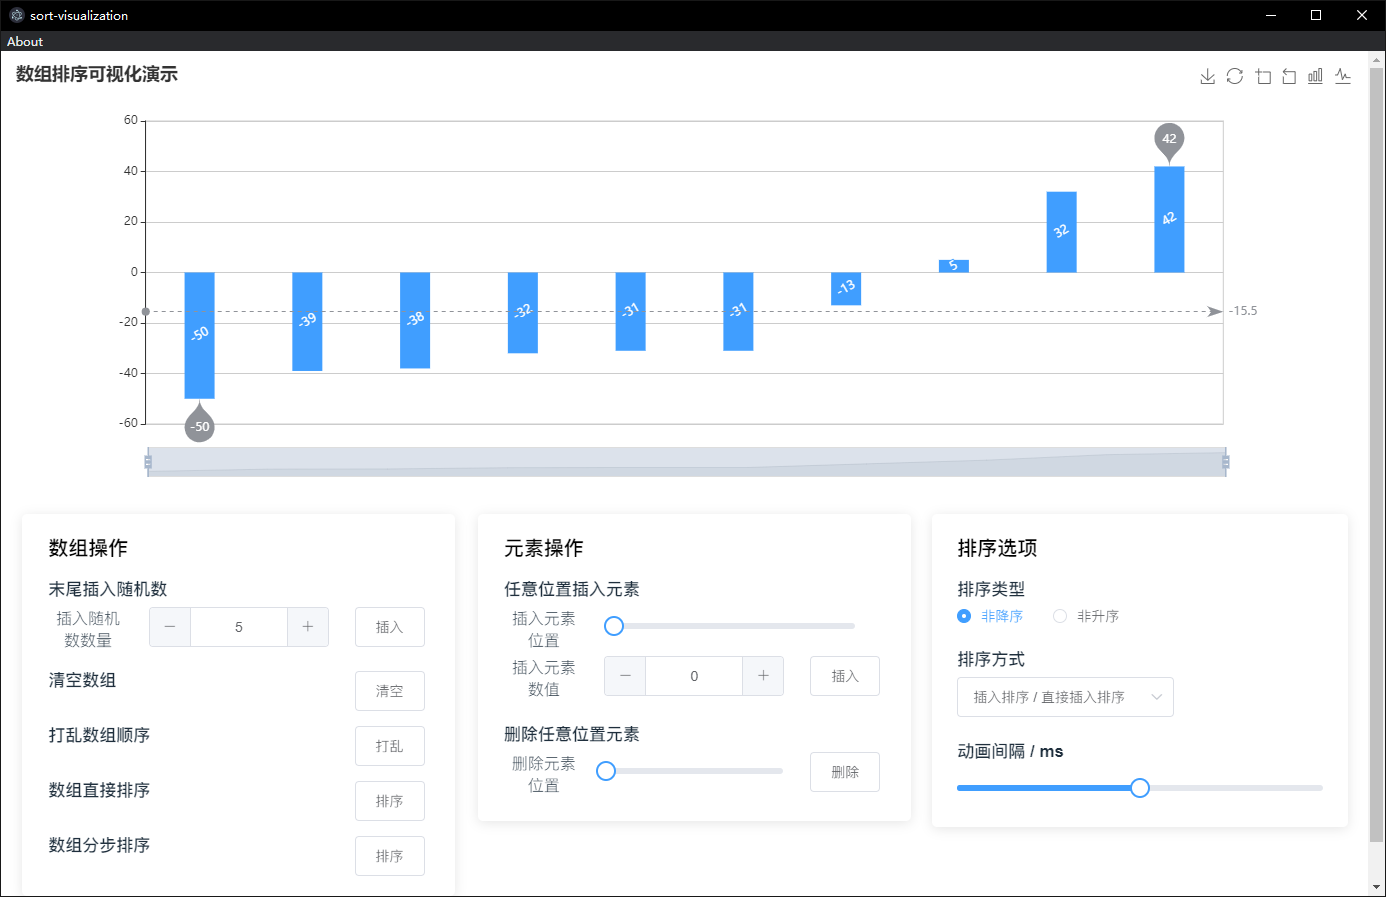 sort-visualization
About
数组排序可视化演示
60
40
20
0
-20
-40
-60
-50
-39
-38
-32
-31
-31
-13
5
32
42
42
-50
-15.5
数组操作
末尾插入随机数
插入随机
数数量
5
插入
清空数组
清空
打乱数组顺序
打乱
数组直接排序
排序
数组分步排序
排序
元素操作
任意位置插入元素
插入元素
位置
插入元素
数值
0
插入
删除任意位置元素
删除元素
位置
删除
排序选项
排序类型
非降序
非升序
排序方式
插入排序 / 直接插入排序
动画间隔 / ms